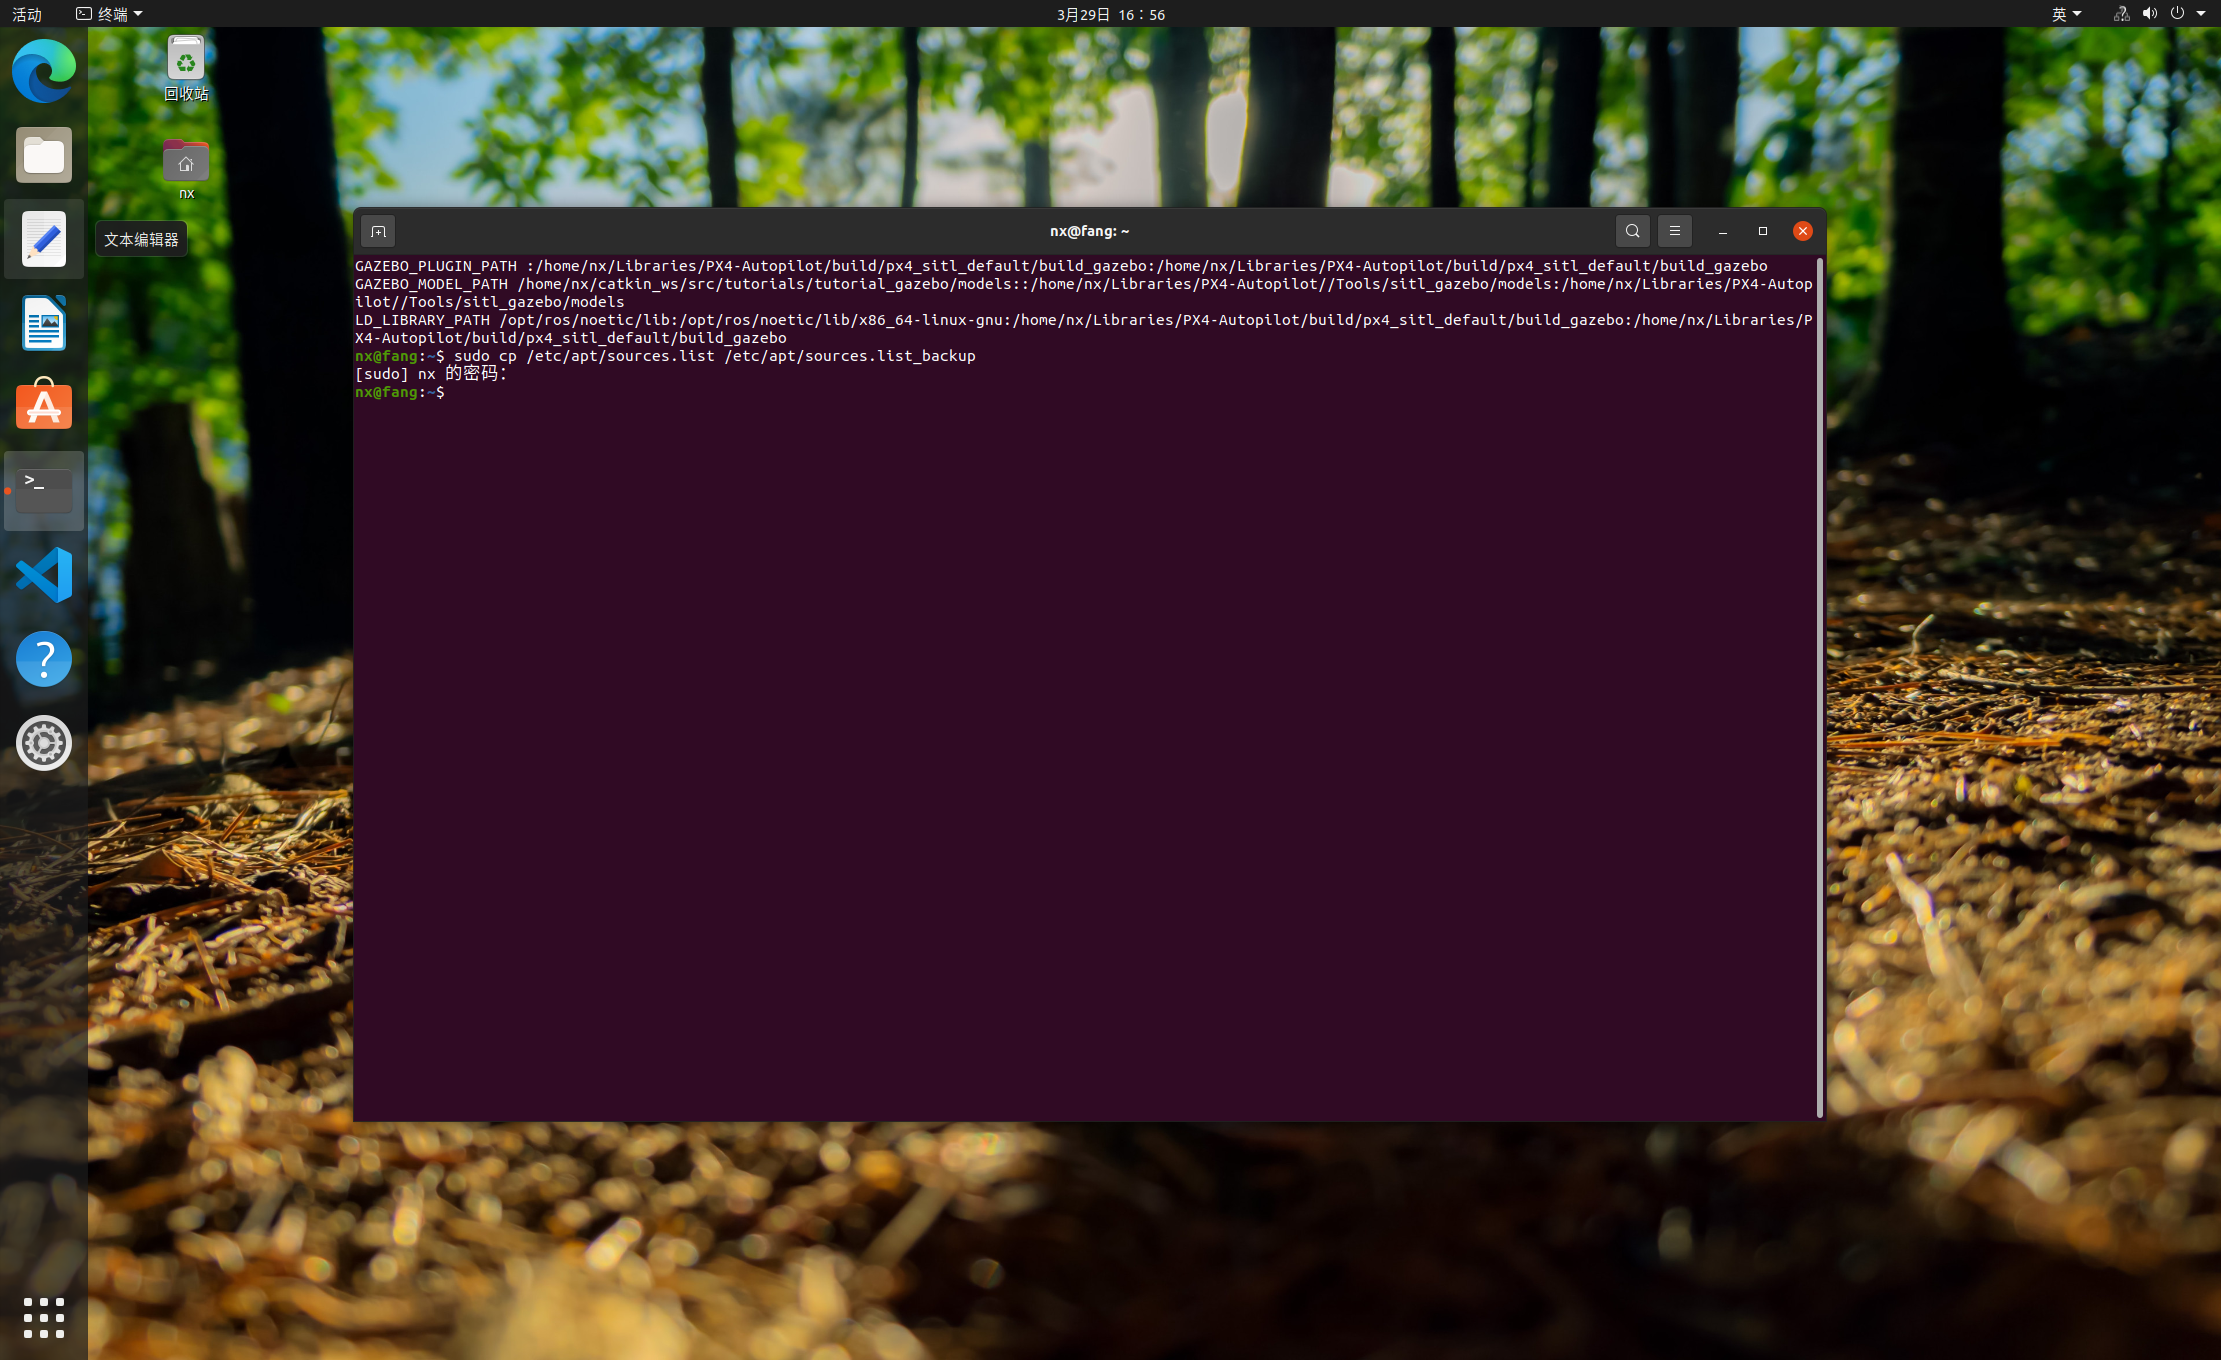 活动
终端
3月29日 16：56
英
回收站
nx
文本编辑器
nx@fang: ~
GAZEBO_PLUGIN_PATH :/home/nx/Libraries/PX4-Autopilot/build/px4_sitl_default/build_gazebo:/home/nx/Libraries/PX4-Autopilot/build/px4_sitl_default/build_gazebo
GAZEBO_MODEL_PATH /home/nx/catkin_ws/src/tutorials/tutorial_gazebo/models::/home/nx/Libraries/PX4-Autopilot//Tools/sitl_gazebo/models:/home/nx/Libraries/PX4-Autop
ilot//Tools/sitl_gazebo/models
LD_LIBRARY_PATH /opt/ros/noetic/lib:/opt/ros/noetic/lib/x86_64-linux-gnu:/home/nx/Libraries/PX4-Autopilot/build/px4_sitl_default/build_gazebo:/home/nx/Libraries/P
X4-Autopilot/build/px4_sitl_default/build_gazebo
nx@fang:~$ sudo cp /etc/apt/sources.list /etc/apt/sources.list_backup
[sudo] nx 的密码：
nx@fang:~$